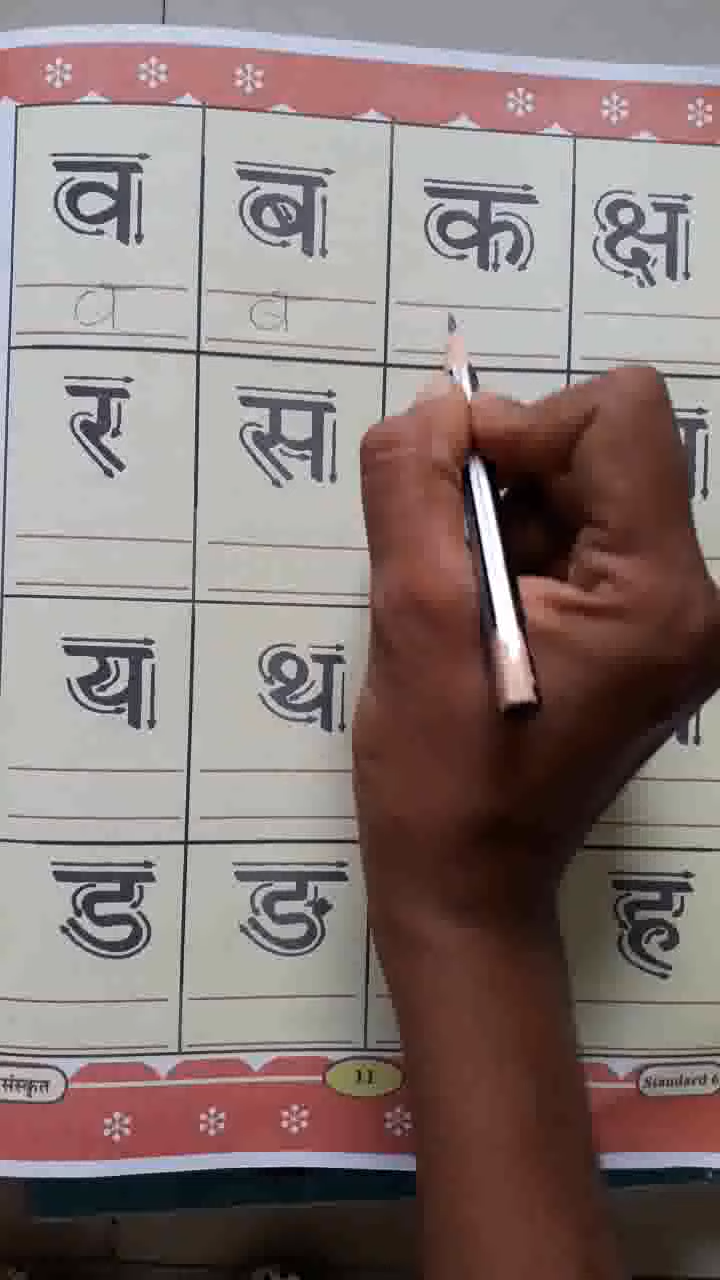 व ब क क्ष
व ब
र स
य थ
ड ङ ह
संस्कृत 11 Standard 6